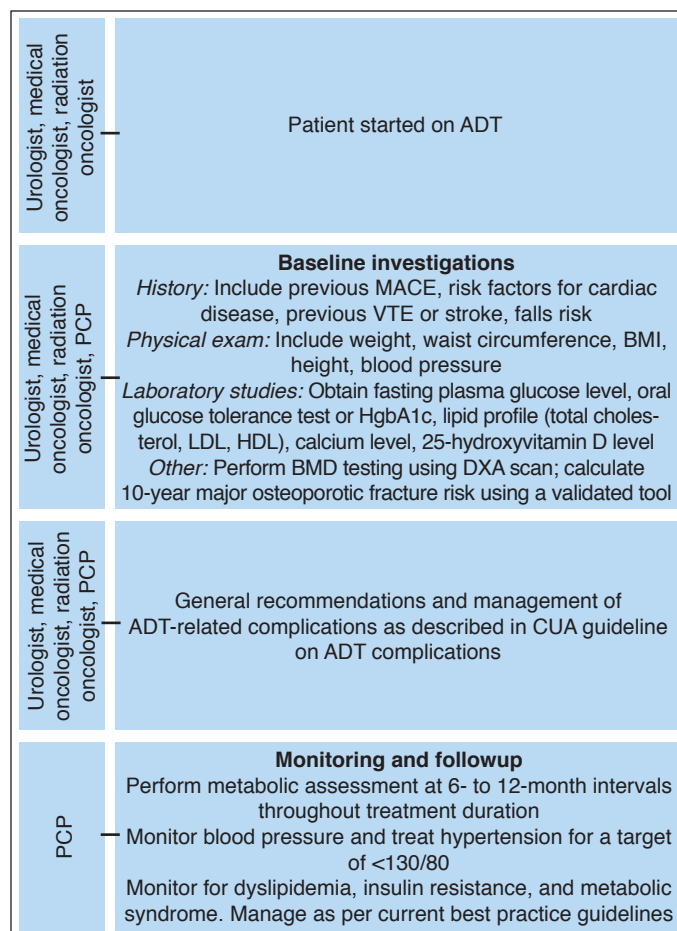 Urologist, medical
oncologist, radiation
oncologist
Patient started on ADT
Urologist, medical
oncologist, radiation
oncologist, PCP
Baseline investigations
History: Include previous MACE, risk factors for cardiac
disease, previous VTE or stroke, falls risk
Physical exam: Include weight, waist circumference, BMI,
height, blood pressure
Laboratory studies: Obtain fasting plasma glucose level, oral
glucose tolerance test or HgbA1c, lipid profile (total choles-
terol, LDL, HDL), calcium level, 25-hydroxyvitamin D level
Other: Perform BMD testing using DXA scan; calculate
10-year major osteoporotic fracture risk using a validated tool
Urologist, medical
oncologist, radiation
oncologist, PCP
General recommendations and management of
ADT-related complications as described in CUA guideline
on ADT complications
PCP
Monitoring and followup
Perform metabolic assessment at 6- to 12-month intervals
throughout treatment duration
Monitor blood pressure and treat hypertension for a target
of <130/80
Monitor for dyslipidemia, insulin resistance, and metabolic
syndrome. Manage as per current best practice guidelines